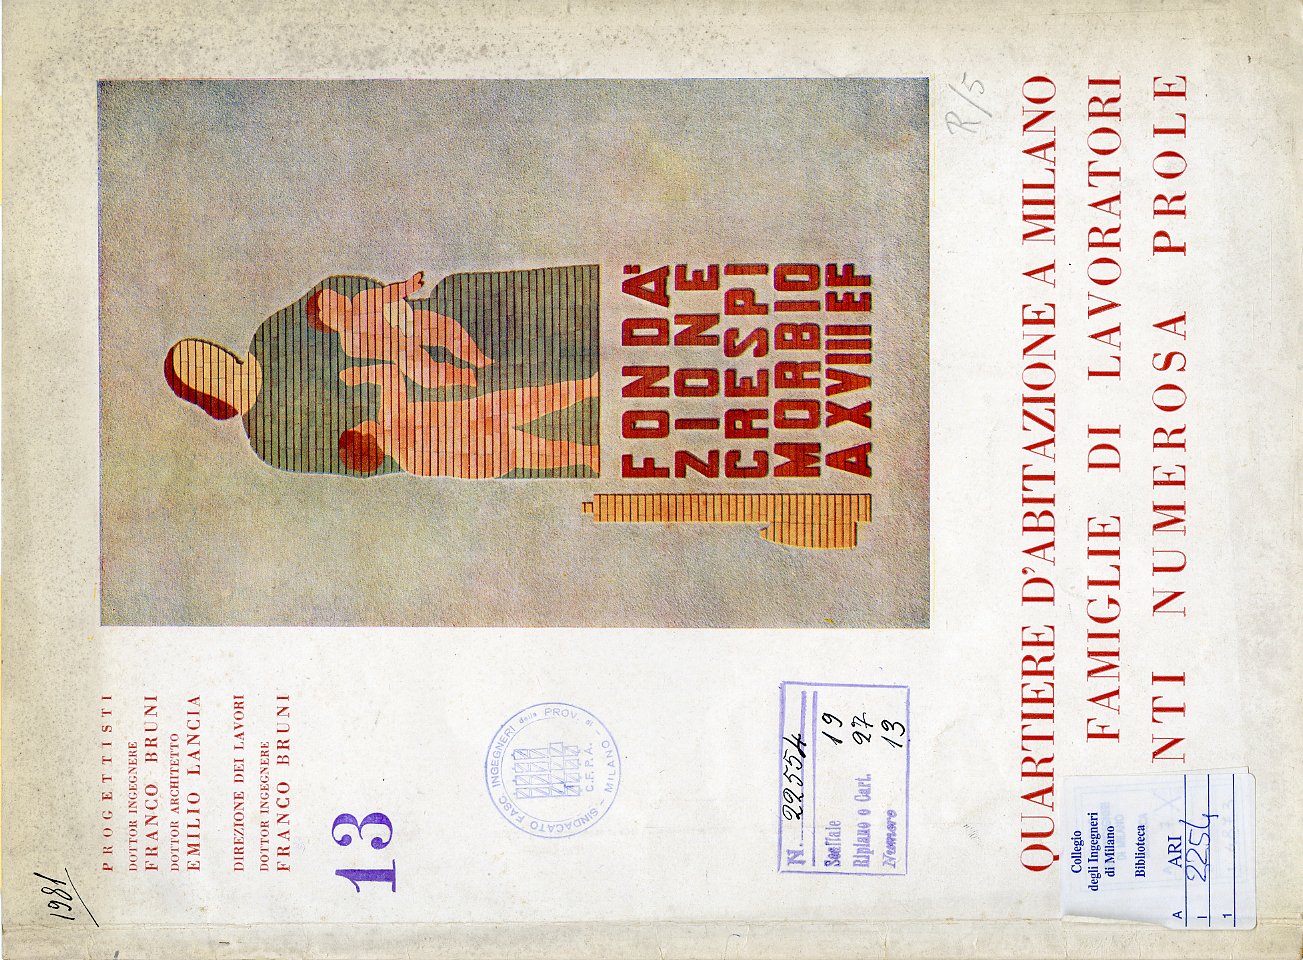 1981
PROGETTISTI
DOTTOR INGEGNERE
FRANCO BRUNI
DOTTOR ARCHITETTO
EMILIO LANCIA
DIREZIONE DEI LAVORI
DOTTOR INGEGNERE
FRANCO BRUNI
13
FONDA
ZIONE
CRESPI
MORBIO
A XVIII EF
SINDACATO FASC. INGEGNERI della PROV. di - MILANO -
C.F.P.A.
N. 22554
Scaffale 19
Ripiano o Cart. 27
Numero 13
R/5
QUARTIERE D'ABITAZIONE A MILANO
FAMIGLIE DI LAVORATORI
NTI NUMEROSA PROLE
Collegio
degli Ingegneri
di Milano
Biblioteca
A ARI
I 2254
1